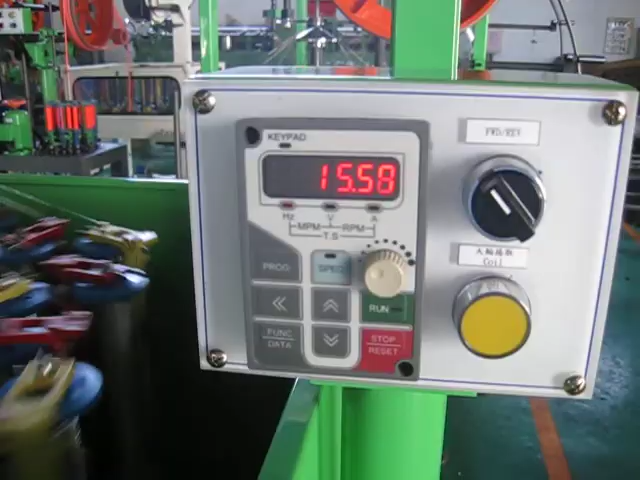 KEYPAD
FWD/REV
15.58
Hz V A
MPM RPM
T.S
Coil
PROG
SPEED
RUN
FUNC
DATA
STOP
RESET